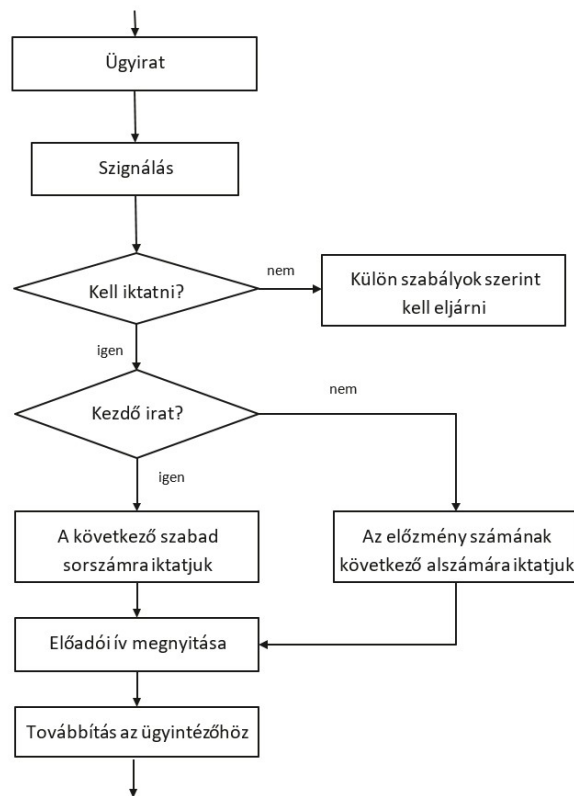 Ügyirat
Szignálás
Kell iktatni?
nem
Külön szabályok szerint
kell eljárni
igen
Kezdő irat?
nem
igen
A következő szabad
sorszámra iktatjuk
Az előzmény számának
következő alszámára iktatjuk
Előadói ív megnyitása
Továbbítás az ügyintézőhöz